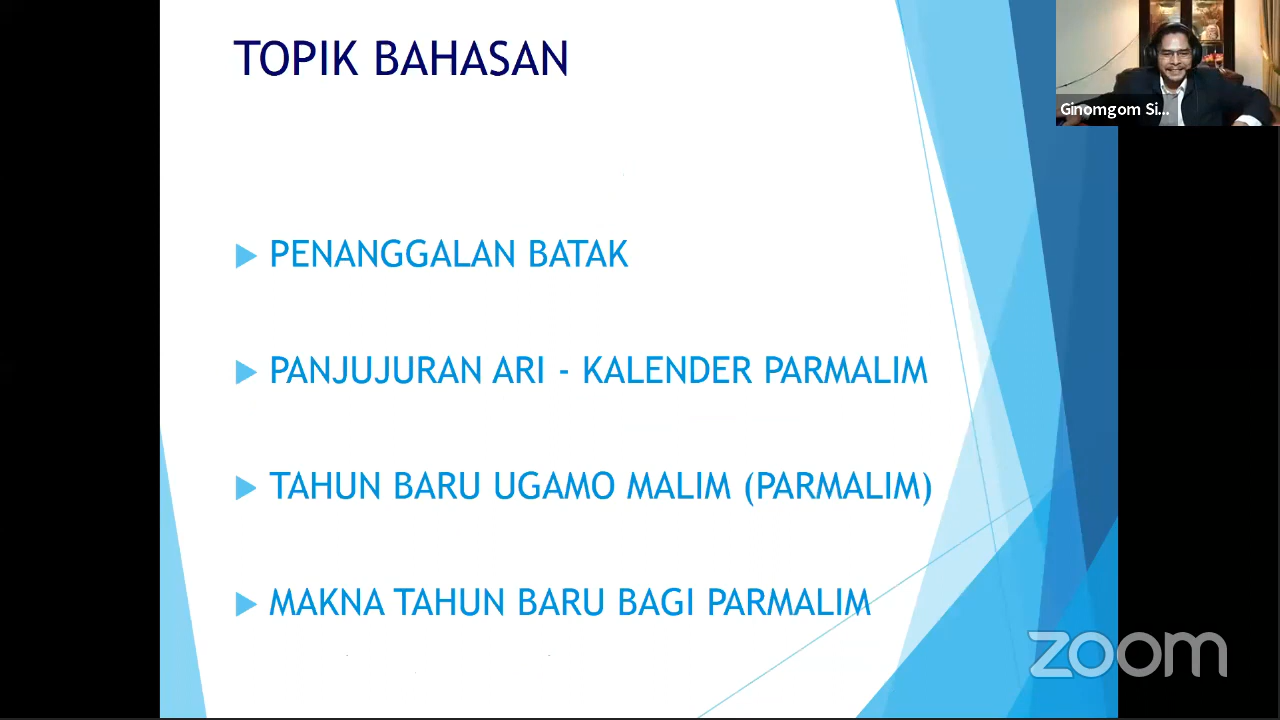 TOPIK BAHASAN
Ginomgom Si...
PENANGGALAN BATAK
PANJUJURAN ARI - KALENDER PARMALIM
TAHUN BARU UGAMO MALIM (PARMALIM)
MAKNA TAHUN BARU BAGI PARMALIM
zoom